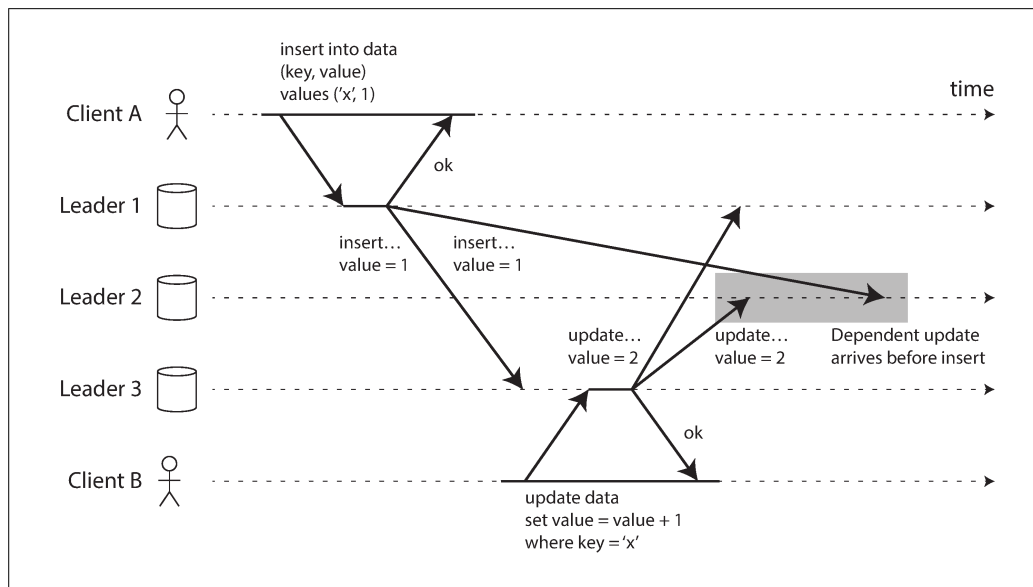 insert into data
(key, value)
values (‘x’, 1)
time
Client A
ok
Leader 1
insert…
value = 1
insert…
value = 1
Leader 2
update…
value = 2
update…
value = 2
Dependent update
arrives before insert
Leader 3
ok
Client B
update data
set value = value + 1
where key = ‘x’